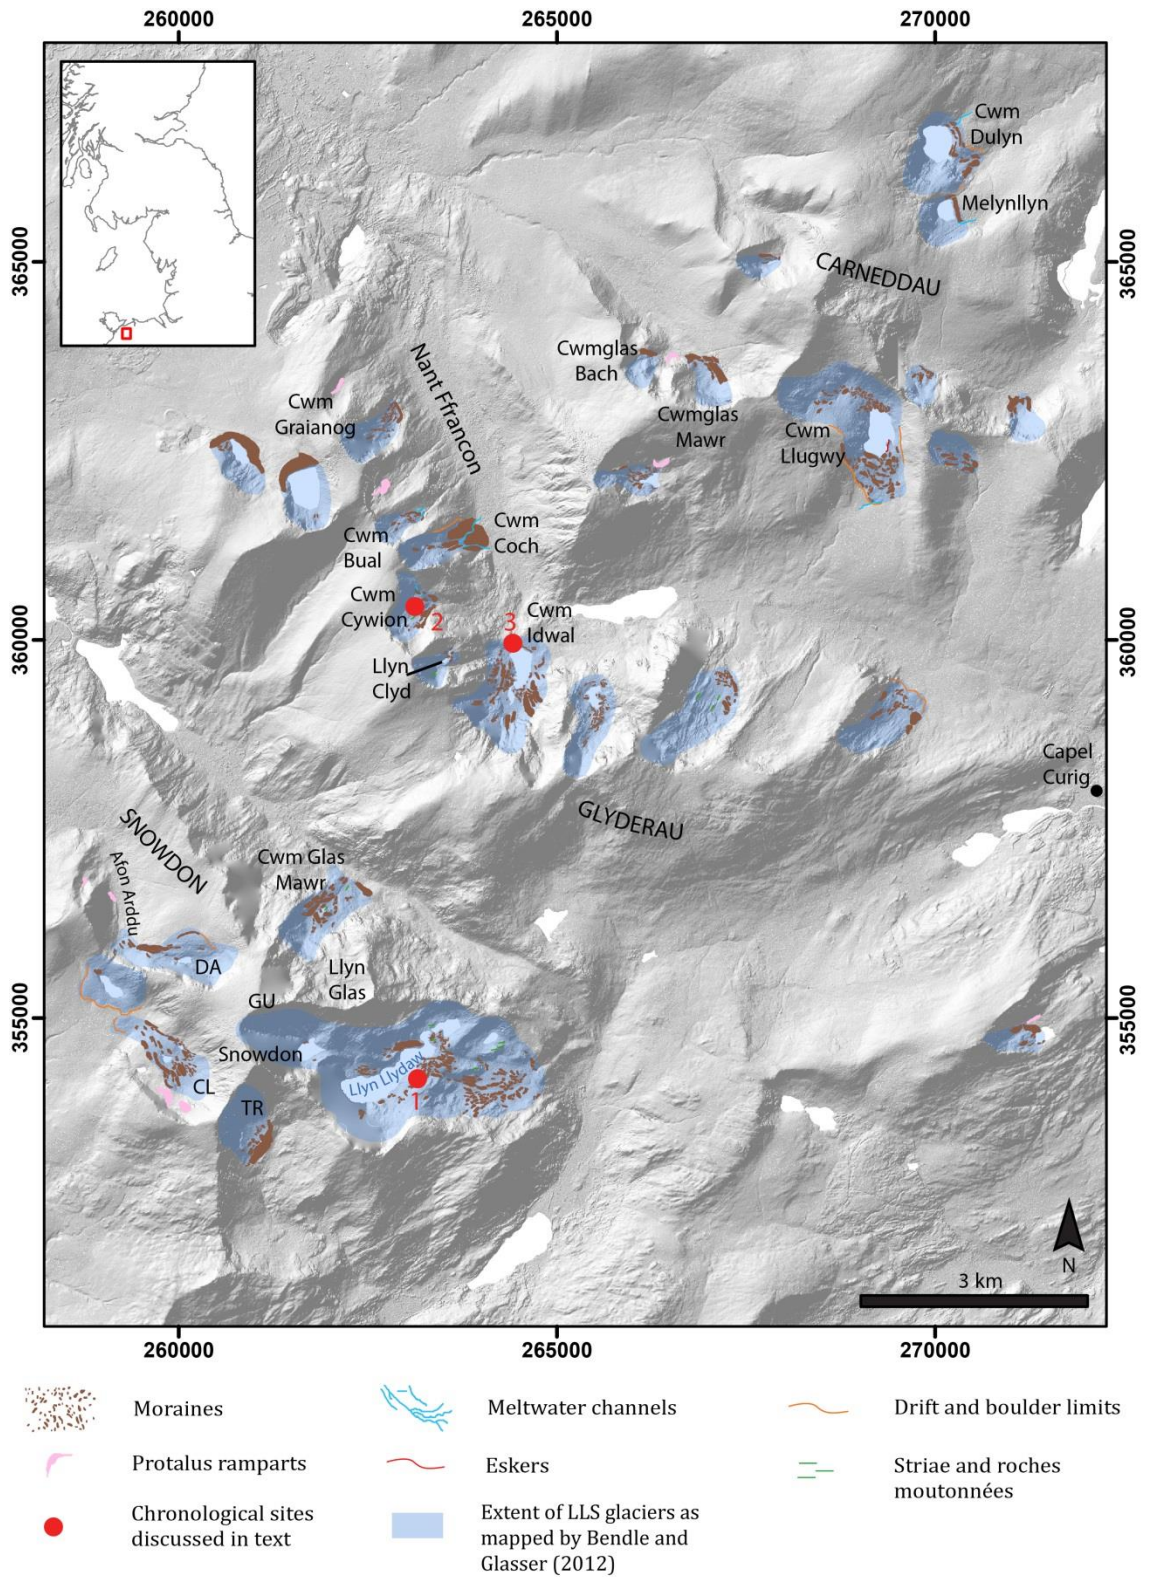 260000
265000
270000
Cwm
Dulyn
Melynllyn
365000
365000
CARNEDDAU
Nant Ffrancon
Cwmglas
Bach
Cwm
Graianog
Cwmglas
Mawr
Cwm
Llugwy
Cwm
Bual
Cwm
Coch
Cwm
Cywion
2
3
Cwm
Idwal
360000
360000
Llyn
Clyd
Capel
Curig
GLYDERAU
SNOWDON
Afon Arddu
Cwm Glas
Mawr
DA
Llyn
Glas
GU
355000
355000
Snowdon
Llyn Llydaw
CL
1
TR
N
3 km
260000
265000
270000
Moraines
Meltwater channels
Drift and boulder limits
Protalus ramparts
Eskers
Striae and roches
moutonnées
Chronological sites
discussed in text
Extent of LLS glaciers as
mapped by Bendle and
Glasser (2012)